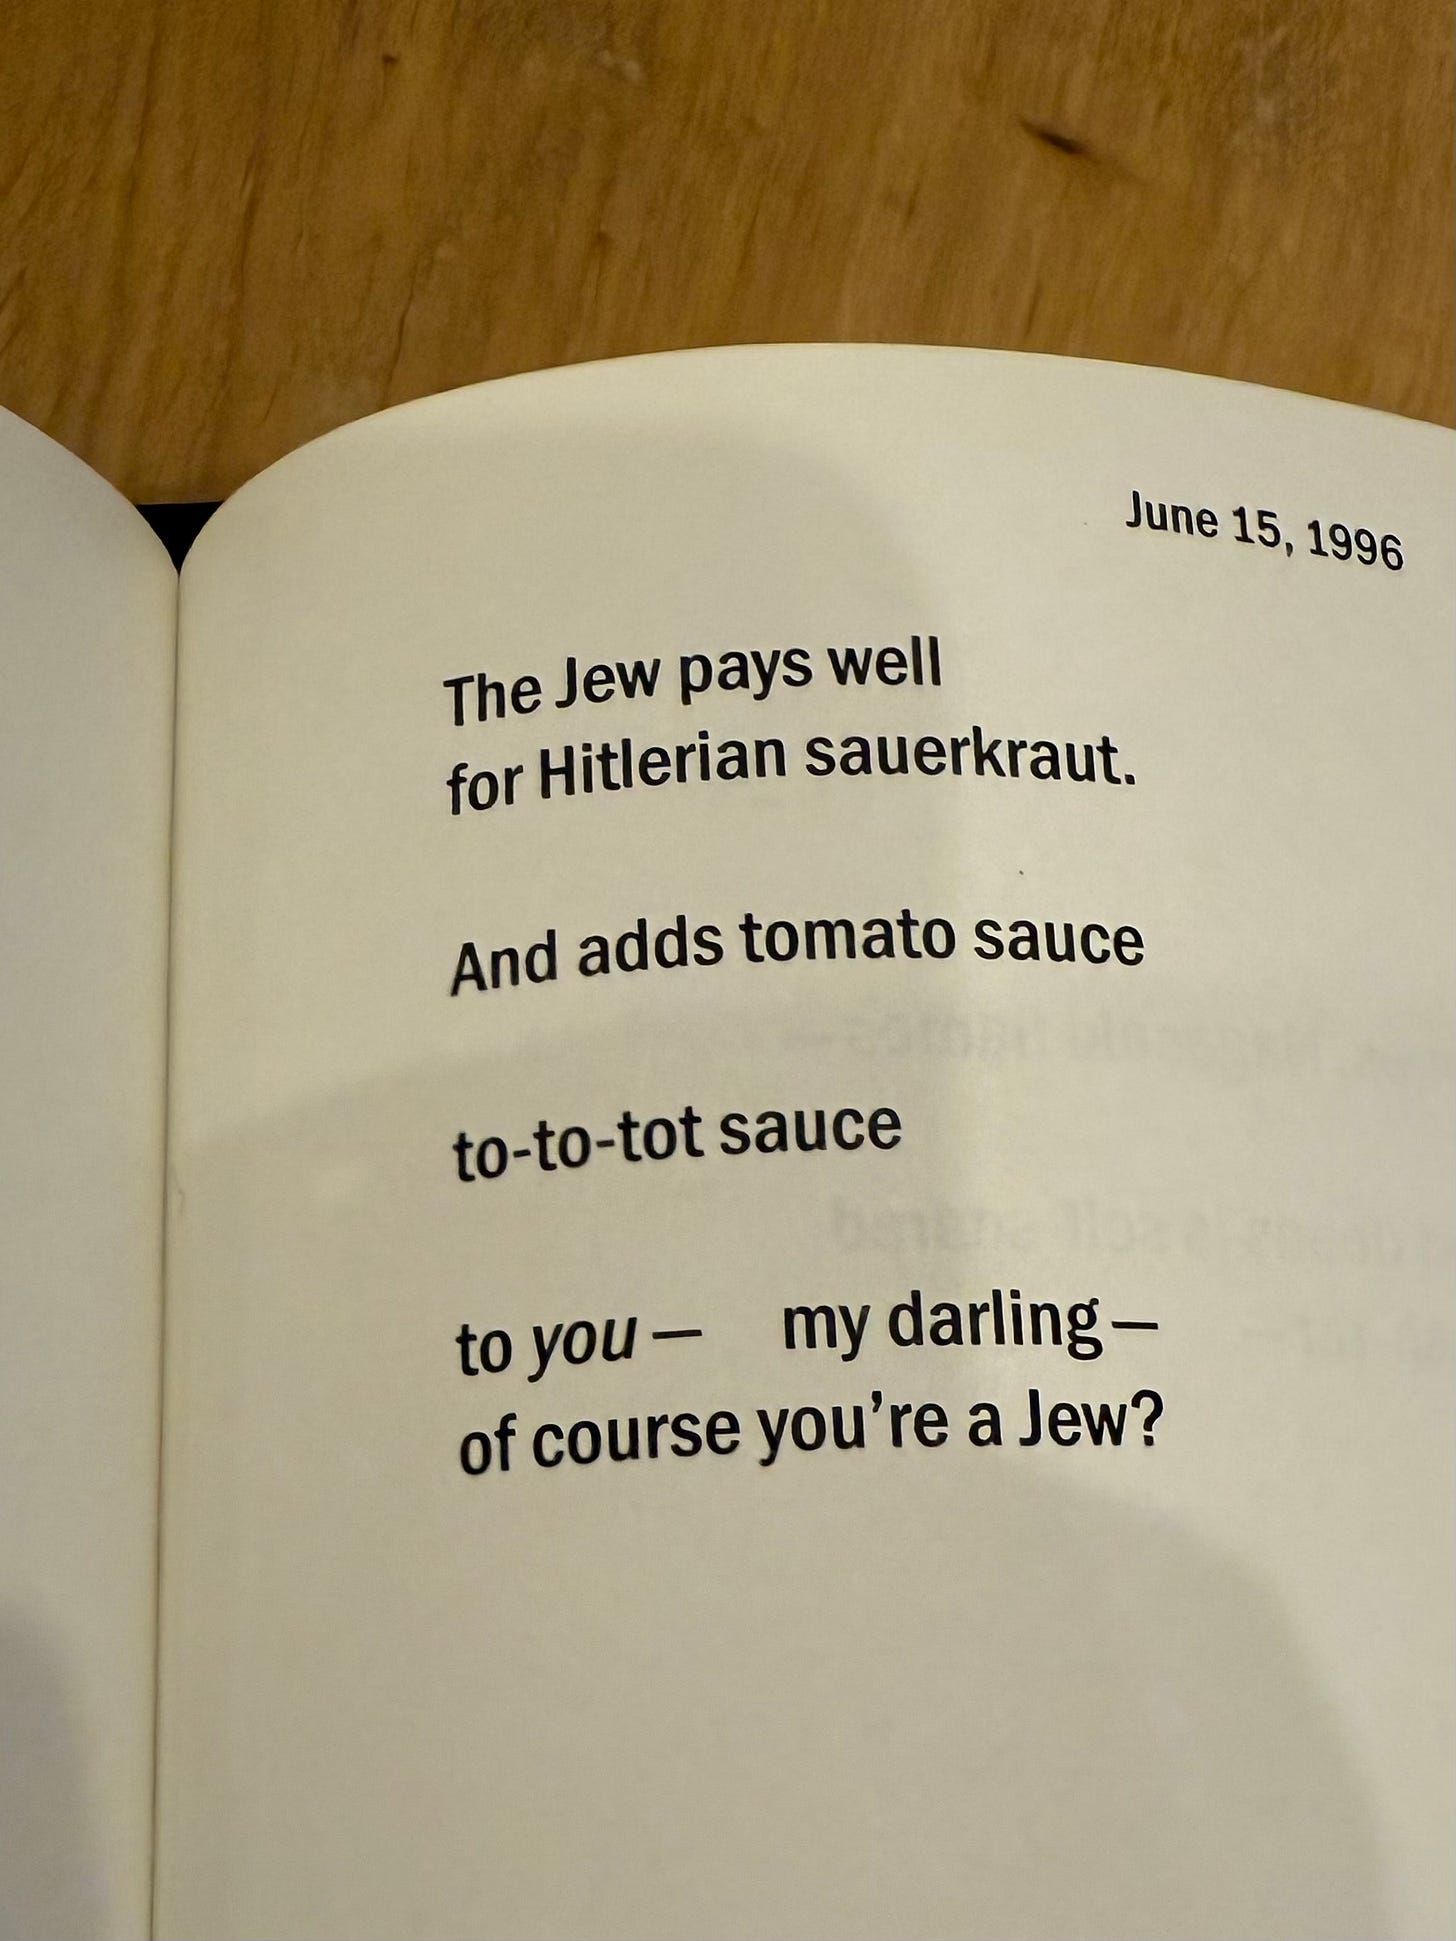 June 15, 1996
The Jew pays well
for Hitlerian sauerkraut.
And adds tomato sauce
to-to-tot sauce
to you — my darling —
of course you're a Jew?